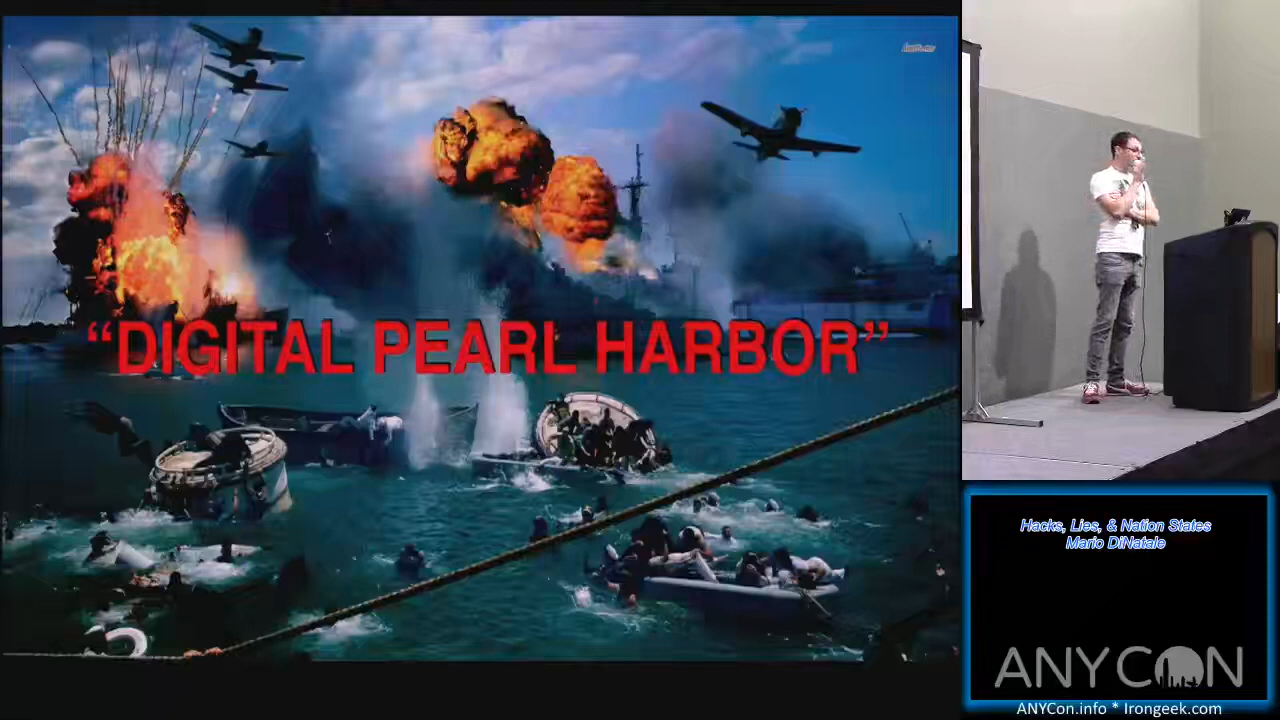 “DIGITAL PEARL HARBOR”
Hacks, Lies, & Nation States
Mario DiNatale
ANYCON
ANYCon.info * Irongeek.com